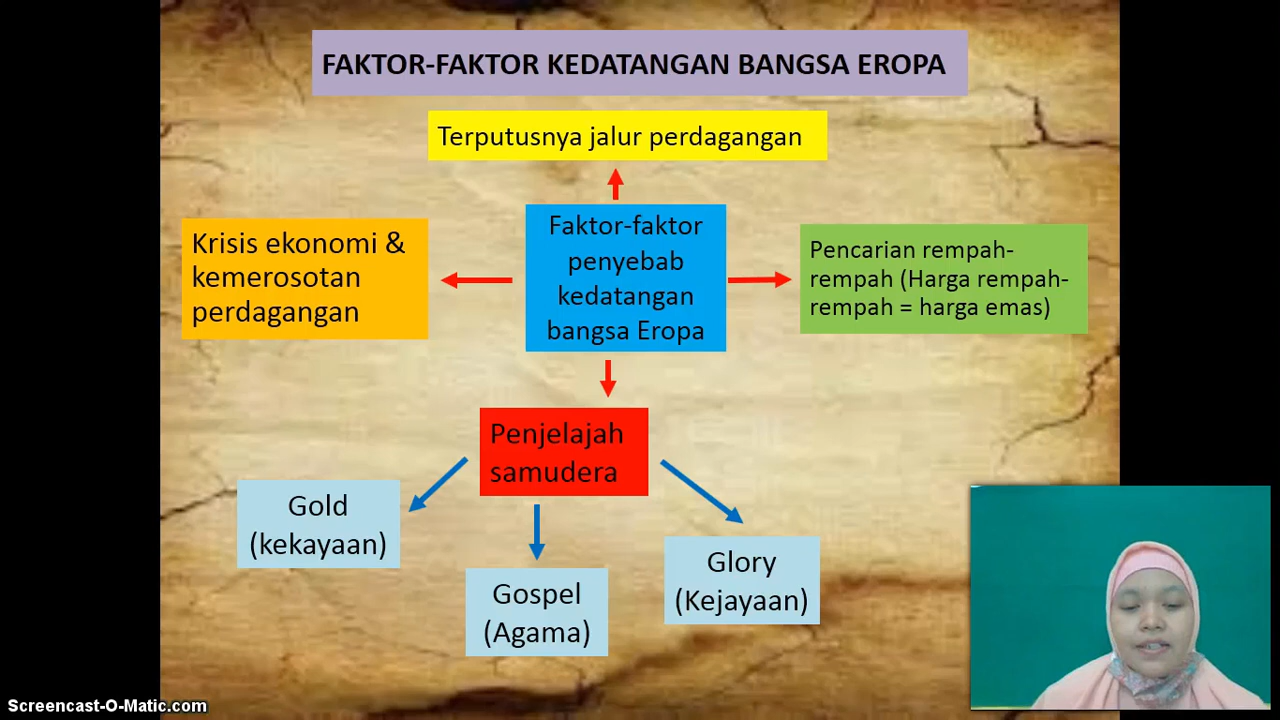 FAKTOR-FAKTOR KEDATANGAN BANGSA EROPA
Terputusnya jalur perdagangan
Krisis ekonomi &
kemerosotan
perdagangan
Faktor-faktor
penyebab
kedatangan
bangsa Eropa
Pencarian rempah-
rempah (Harga rempah-
rempah = harga emas)
Penjelajah
samudera
Gold
(kekayaan)
Gospel
(Agama)
Glory
(Kejayaan)
Screencast-O-Matic.com